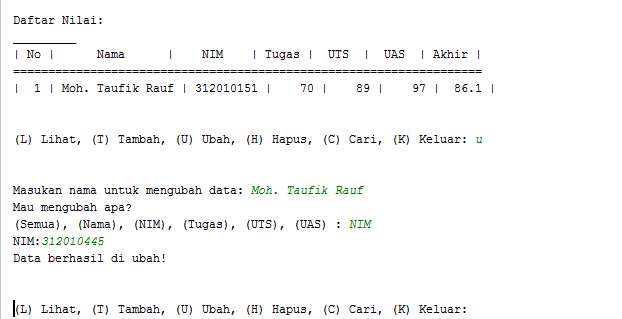 Daftar Nilai:
| No |      Nama      |    NIM    | Tugas |  UTS  |  UAS  | Akhir |
==================================================================
|  1 | Moh. Taufik Rauf | 312010151 |    70 |    89 |    97 |  86.1 |
(L) Lihat, (T) Tambah, (U) Ubah, (H) Hapus, (C) Cari, (K) Keluar: u
Masukan nama untuk mengubah data: Moh. Taufik Rauf
Mau mengubah apa?
(Semua), (Nama), (NIM), (Tugas), (UTS), (UAS) : NIM
NIM:312010445
Data berhasil di ubah!
(L) Lihat, (T) Tambah, (U) Ubah, (H) Hapus, (C) Cari, (K) Keluar: